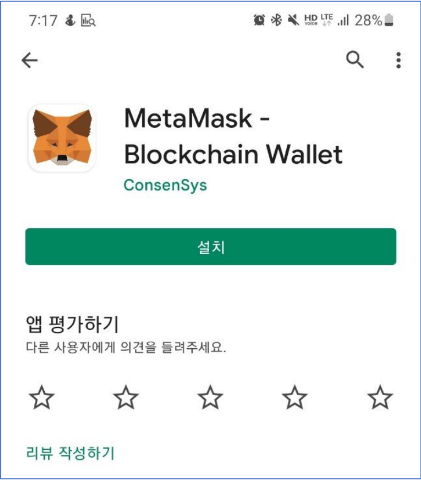 7:17 HD voice LTE 28%
MetaMask -
Blockchain Wallet
ConsenSys
설치
앱 평가하기
다른 사용자에게 의견을 들려주세요.
리뷰 작성하기